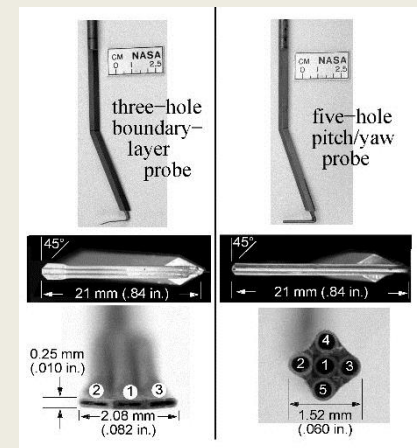 CM NASA
0 1 2.5
three-hole
boundary-
layer
probe
45°
21 mm (.84 in.)
0.25 mm
(.010 in.)
2 1 3
2.08 mm
(.082 in.)
CM NASA
0 1 2.5
five-hole
pitch/yaw
probe
45°
21 mm (.84 in.)
4
2 1 3
5
1.52 mm
(.060 in.)